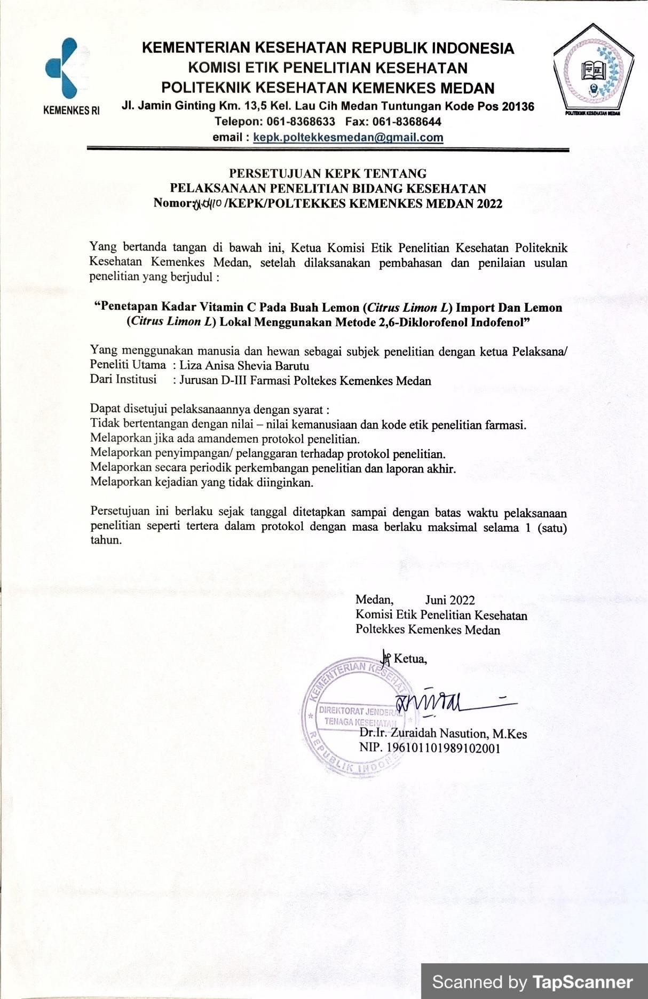 KEMENKES RI
KEMENTERIAN KESEHATAN REPUBLIK INDONESIA
KOMISI ETIK PENELITIAN KESEHATAN
POLITEKNIK KESEHATAN KEMENKES MEDAN
Jl. Jamin Ginting Km. 13,5 Kel. Lau Cih Medan Tuntungan Kode Pos 20136
Telepon: 061-8368633 Fax: 061-8368644
email : kepk.poltekkesmedan@gmail.com
POLITEKNIK KESEHATAN MEDAN
PERSETUJUAN KEPK TENTANG
PELAKSANAAN PENELITIAN BIDANG KESEHATAN
Nomor: /KEPK/POLTEKKES KEMENKES MEDAN 2022
Yang bertanda tangan di bawah ini, Ketua Komisi Etik Penelitian Kesehatan Politeknik
Kesehatan Kemenkes Medan, setelah dilaksanakan pembahasan dan penilaian usulan
penelitian yang berjudul :
“Penetapan Kadar Vitamin C Pada Buah Lemon (Citrus Limon L) Import Dan Lemon
(Citrus Limon L) Lokal Menggunakan Metode 2,6-Diklorofenol Indofenol”
Yang menggunakan manusia dan hewan sebagai subjek penelitian dengan ketua Pelaksana/
Peneliti Utama : Liza Anisa Shevia Barutu
Dari Institusi : Jurusan D-III Farmasi Poltekes Kemenkes Medan
Dapat disetujui pelaksanaannya dengan syarat :
Tidak bertentangan dengan nilai – nilai kemanusiaan dan kode etik penelitian farmasi.
Melaporkan jika ada amandemen protokol penelitian.
Melaporkan penyimpangan/ pelanggaran terhadap protokol penelitian.
Melaporkan secara periodik perkembangan penelitian dan laporan akhir.
Melaporkan kejadian yang tidak diinginkan.
Persetujuan ini berlaku sejak tanggal ditetapkan sampai dengan batas waktu pelaksanaan
penelitian seperti tertera dalam protokol dengan masa berlaku maksimal selama 1 (satu)
tahun.
Medan, Juni 2022
Komisi Etik Penelitian Kesehatan
Poltekkes Kemenkes Medan
Ketua,
KEMENTERIAN KESEHATA
DIREKTORAT JENDERAL
TENAGA KESEHATAN
REPUBLIK INDONE
Dr.Ir. Zuraidah Nasution, M.Kes
NIP. 196101101989102001
Scanned by TapScanner